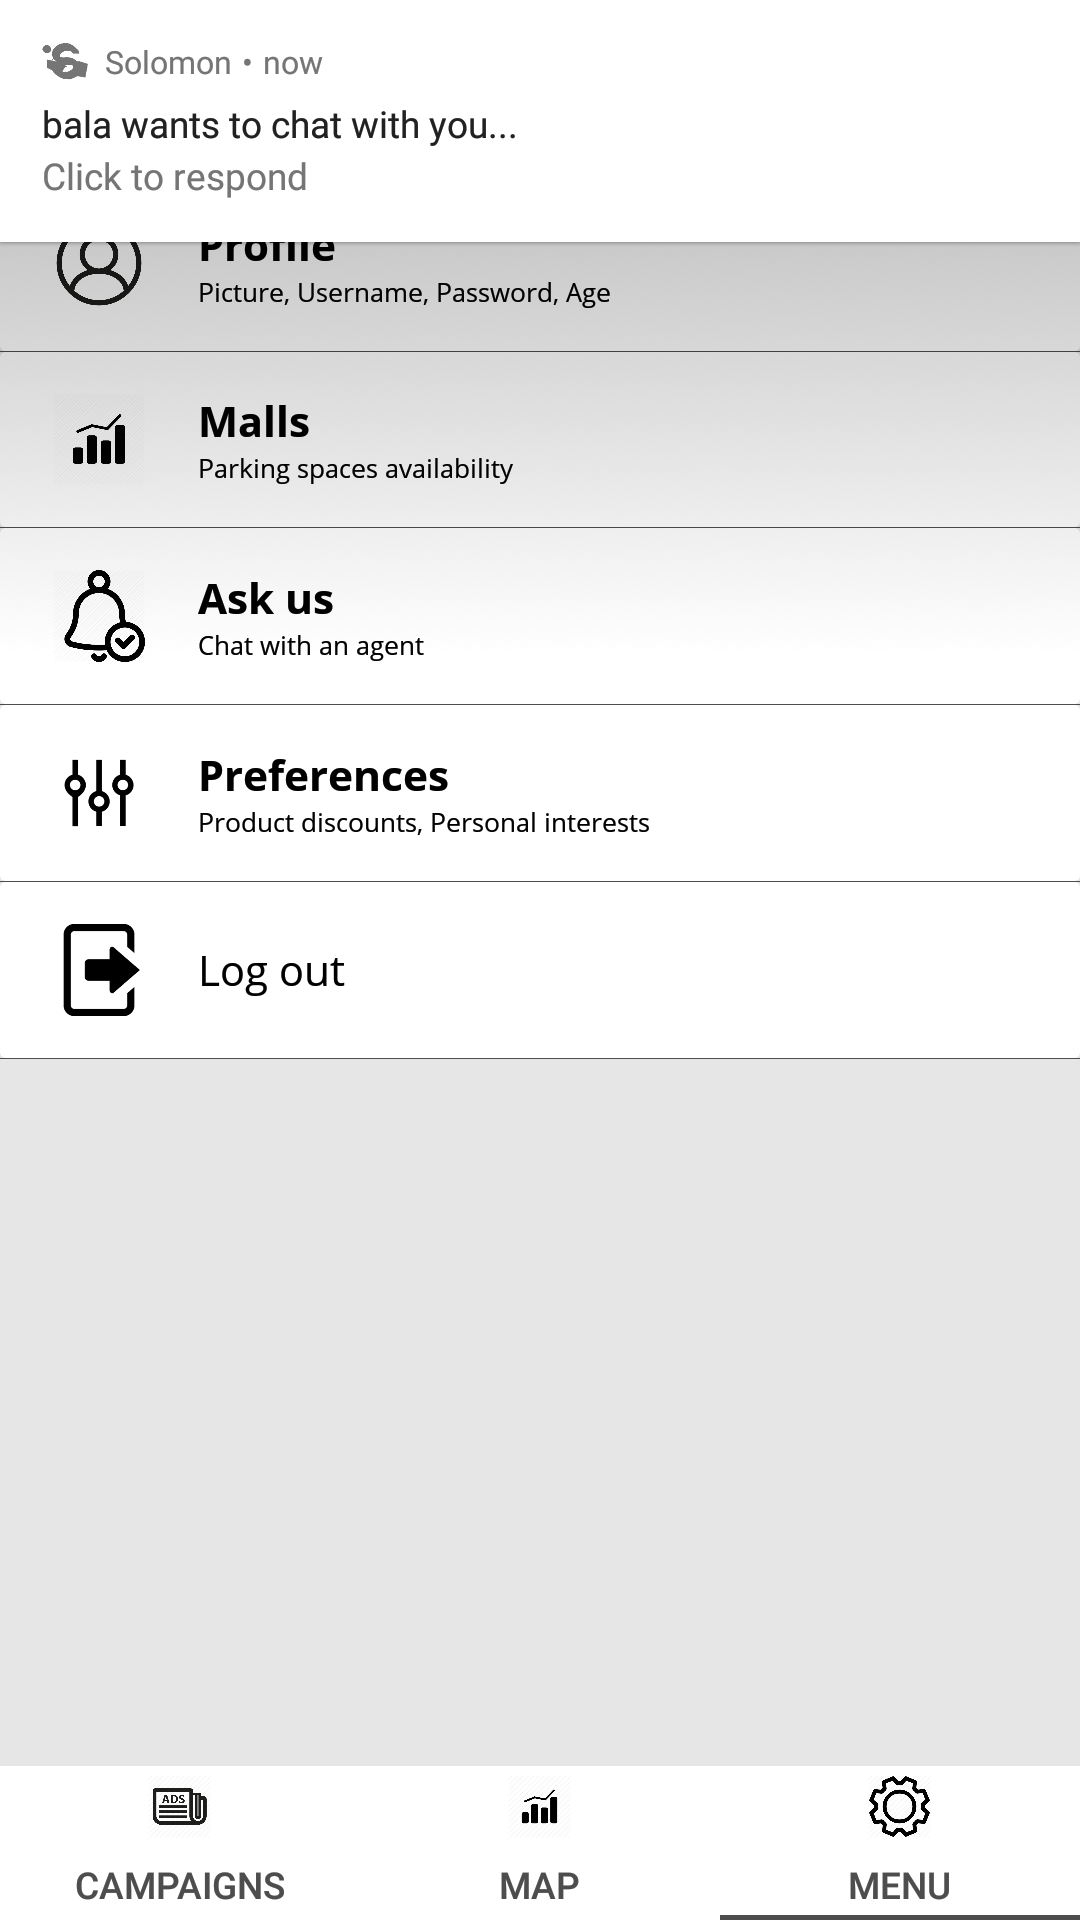 Solomon • now
bala wants to chat with you...
Click to respond
Profile
Picture, Username, Password, Age
Malls
Parking spaces availability
Ask us
Chat with an agent
Preferences
Product discounts, Personal interests
Log out
ADS
CAMPAIGNS
MAP
MENU